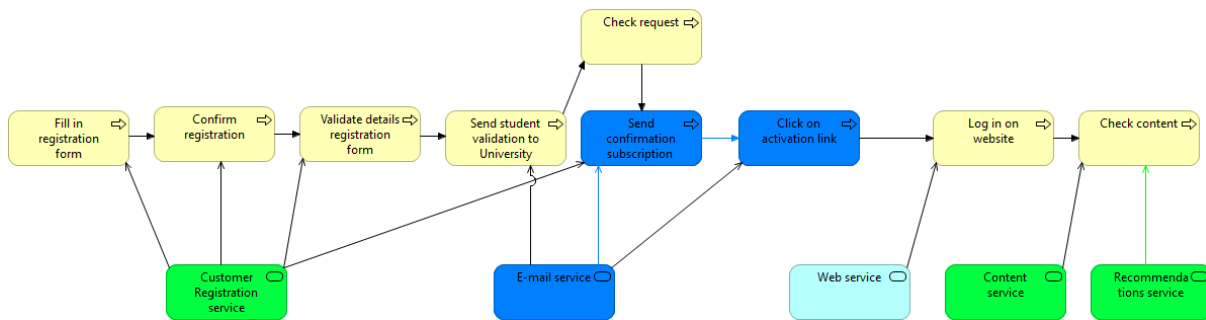 Check request
Fill in
registration
form
Confirm
registration
Validate details
registration
form
Send student
validation to
University
Send
confirmation
subscription
Click on
activation link
Log in on
website
Check content
Customer
Registration
service
E-mail service
Web service
Content
service
Recommenda
tions service